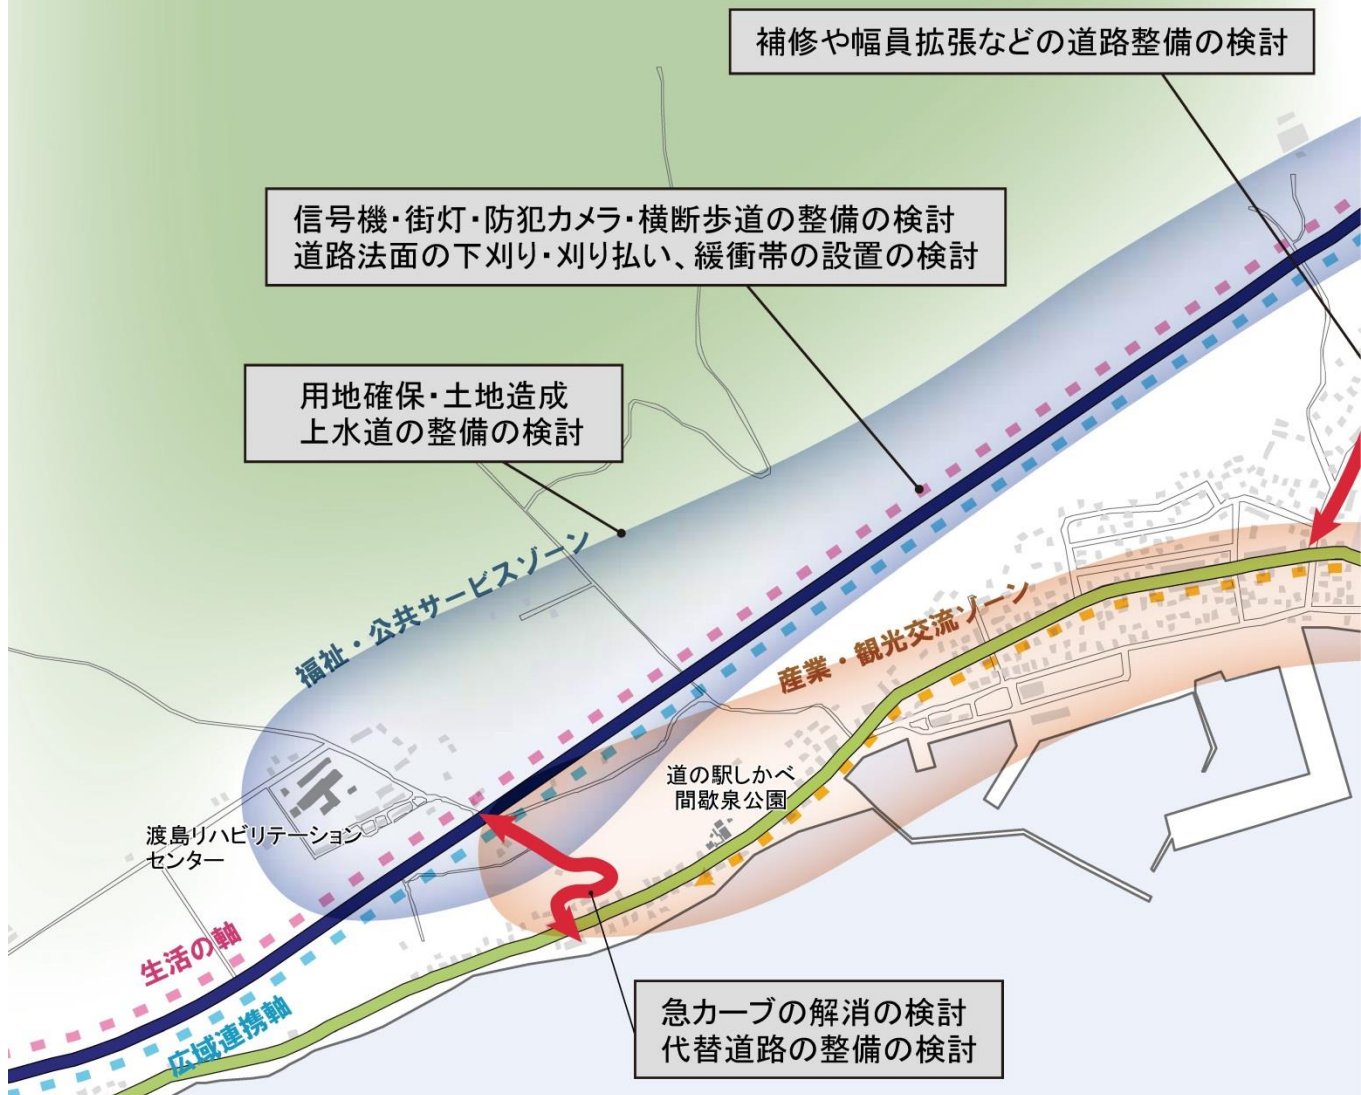 補修や幅員拡張などの道路整備の検討
信号機・街灯・防犯カメラ・横断歩道の整備の検討
道路法面の下刈り・刈り払い、緩衝帯の設置の検討
用地確保・土地造成
上水道の整備の検討
福祉・公共サービスゾーン
産業・観光交流ゾーン
道の駅しかべ
間歇泉公園
渡島リハビリテーション
センター
生活の軸
広域連携軸
急カーブの解消の検討
代替道路の整備の検討